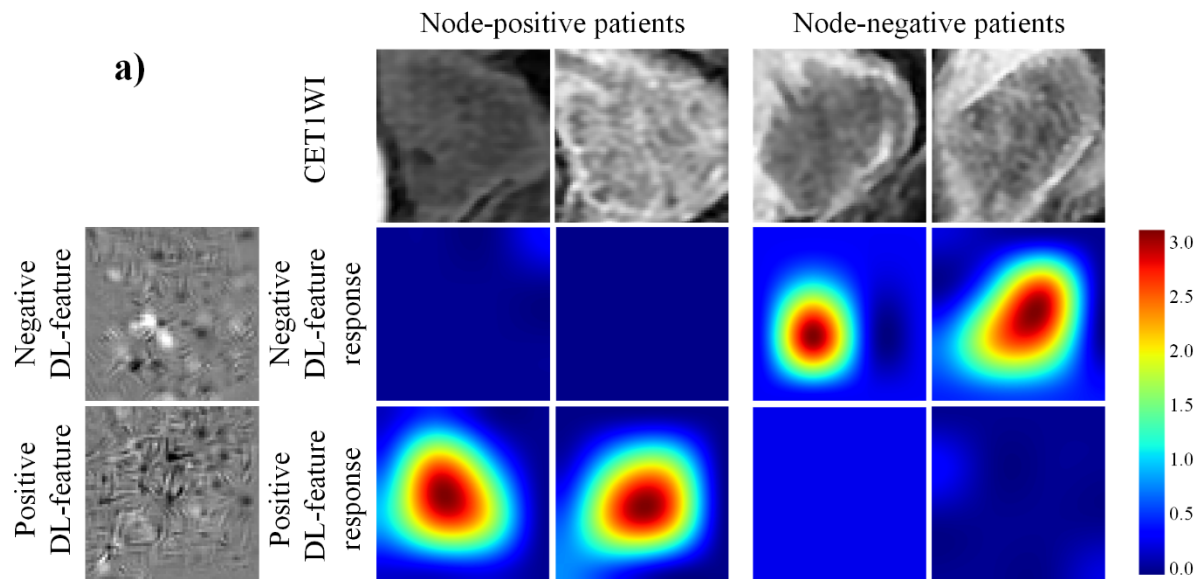 Node-positive patients
Node-negative patients
a)
CET1WI
Negative
DL-feature
Negative
DL-feature
response
3.0
2.5
2.0
1.5
1.0
0.5
0.0
Positive
DL-feature
Positive
DL-feature
response